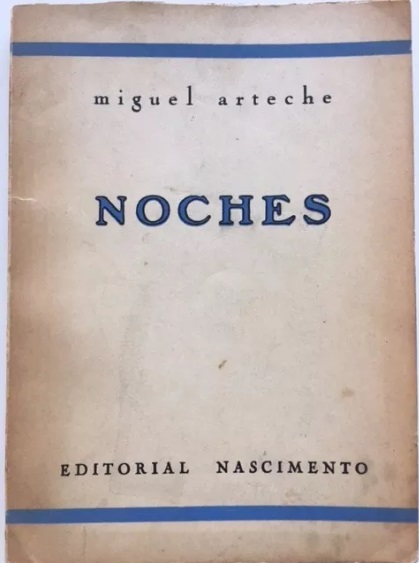 miguel arteche
NOCHES
EDITORIAL NASCIMENTO